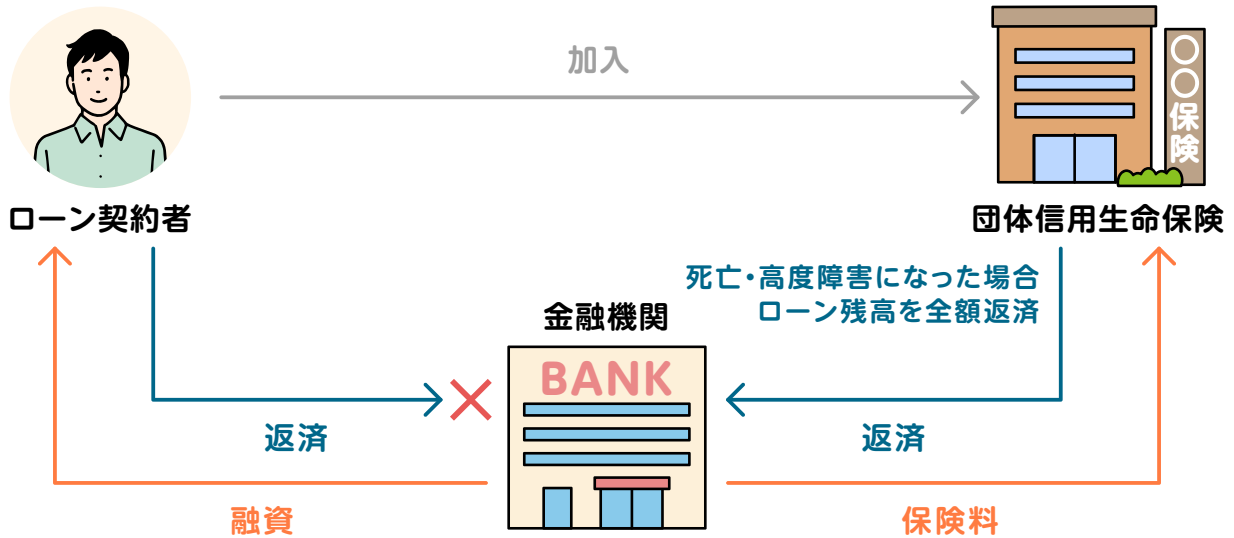 加入
〇〇保険
ローン契約者
団体信用生命保険
死亡・高度障害になった場合
ローン残高を全額返済
金融機関
BANK
返済
返済
融資
保険料